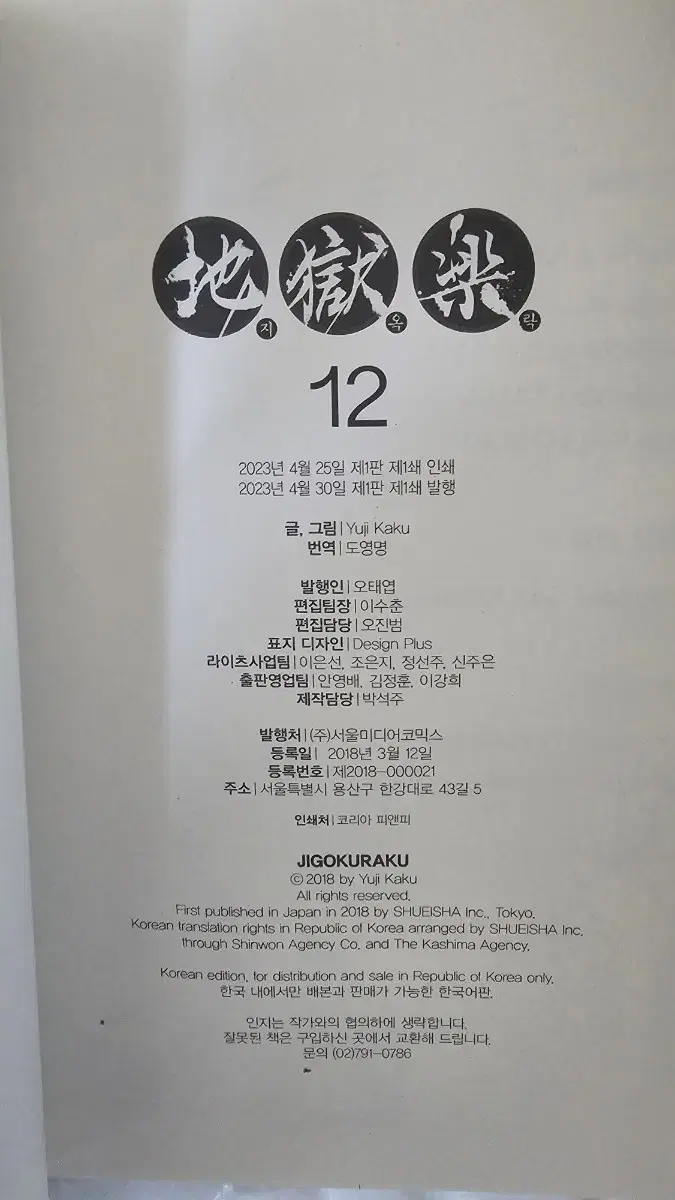 地獄楽
지 옥 락
12
2023년 4월 25일 제1판 제1쇄 인쇄
2023년 4월 30일 제1판 제1쇄 발행
글, 그림|Yuji Kaku
번역|도영명
발행인|오태엽
편집팀장|이수춘
편집담당|오진범
표지 디자인|Design Plus
라이츠사업팀|이은선, 조은지, 정선주, 신주은
출판영업팀|안영배, 김정훈, 이강희
제작담당|박석주
발행처|(주)서울미디어코믹스
등록일| 2018년 3월 12일
등록번호|제2018-000021
주소|서울특별시 용산구 한강대로 43길 5
인쇄처|코리아 피앤피
JIGOKURAKU
©2018 by Yuji Kaku
All rights reserved.
First published in Japan in 2018 by SHUEISHA Inc., Tokyo.
Korean translation rights in Republic of Korea arranged by SHUEISHA Inc.
through Shinwon Agency Co. and The Kashima Agency.
Korean edition, for distribution and sale in Republic of Korea only.
한국 내에서만 배본과 판매가 가능한 한국어판.
인지는 작가와의 협의하에 생략합니다.
잘못된 책은 구입하신 곳에서 교환해 드립니다.
문의 (02)791-0786